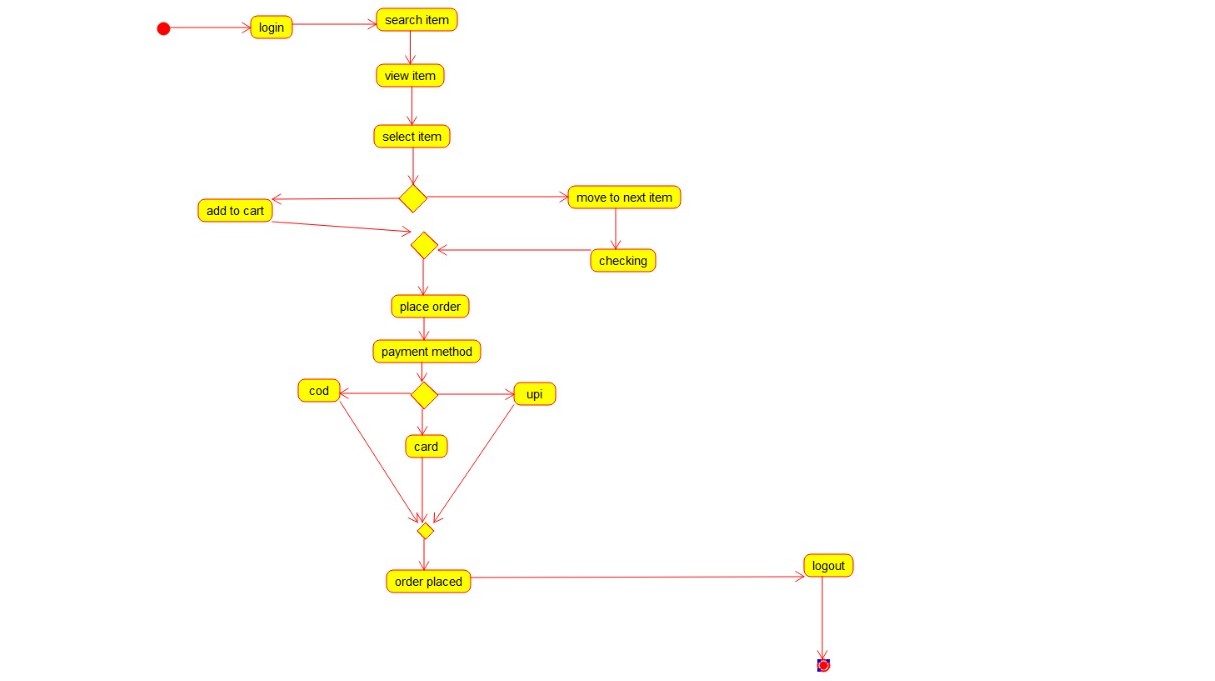 login
search item
view item
select item
add to cart
move to next item
checking
place order
payment method
cod
upi
card
order placed
logout